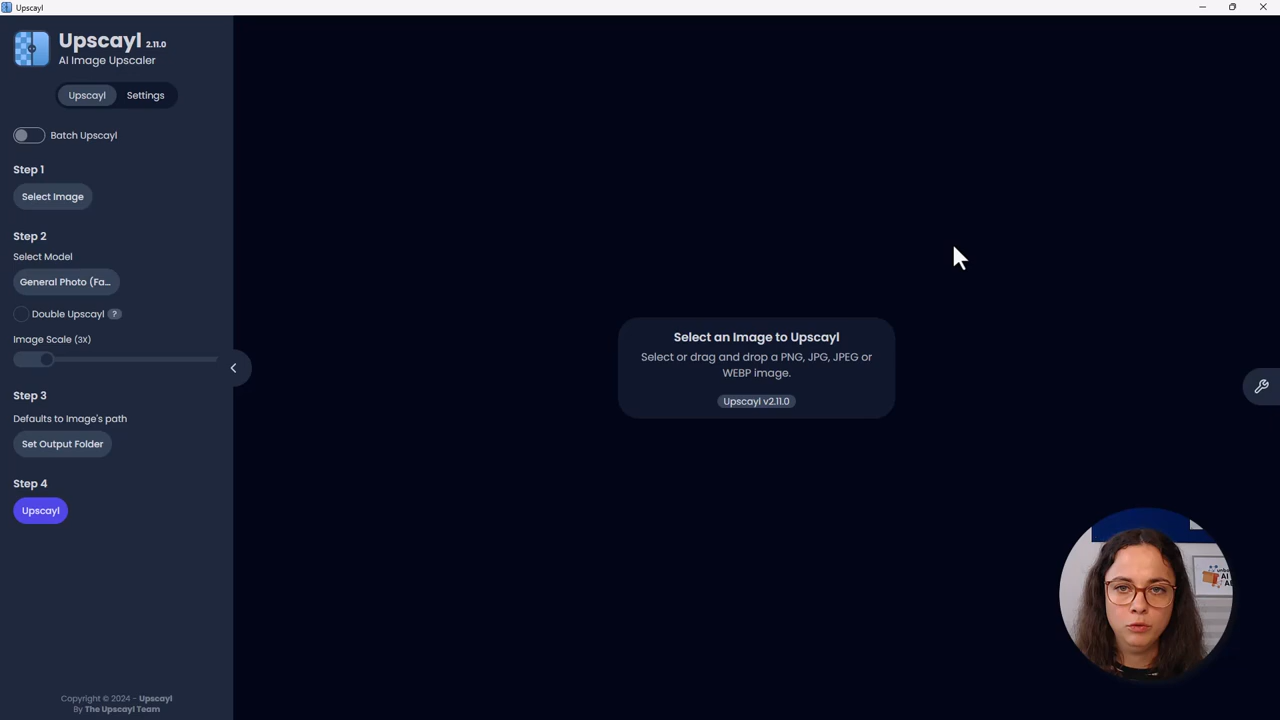 Upscayl
Upscayl 2.11.0
AI Image Upscaler
Upscayl
Settings
Batch Upscayl
Step 1
Select Image
Step 2
Select Model
General Photo (Fa...
Double Upscayl ?
Image Scale (3X)
Step 3
Defaults to Image's path
Set Output Folder
Step 4
Upscayl
Select an Image to Upscayl
Select or drag and drop a PNG, JPG, JPEG or
WEBP image.
Upscayl v2.11.0
Copyright © 2024 - Upscayl
By The Upscayl Team